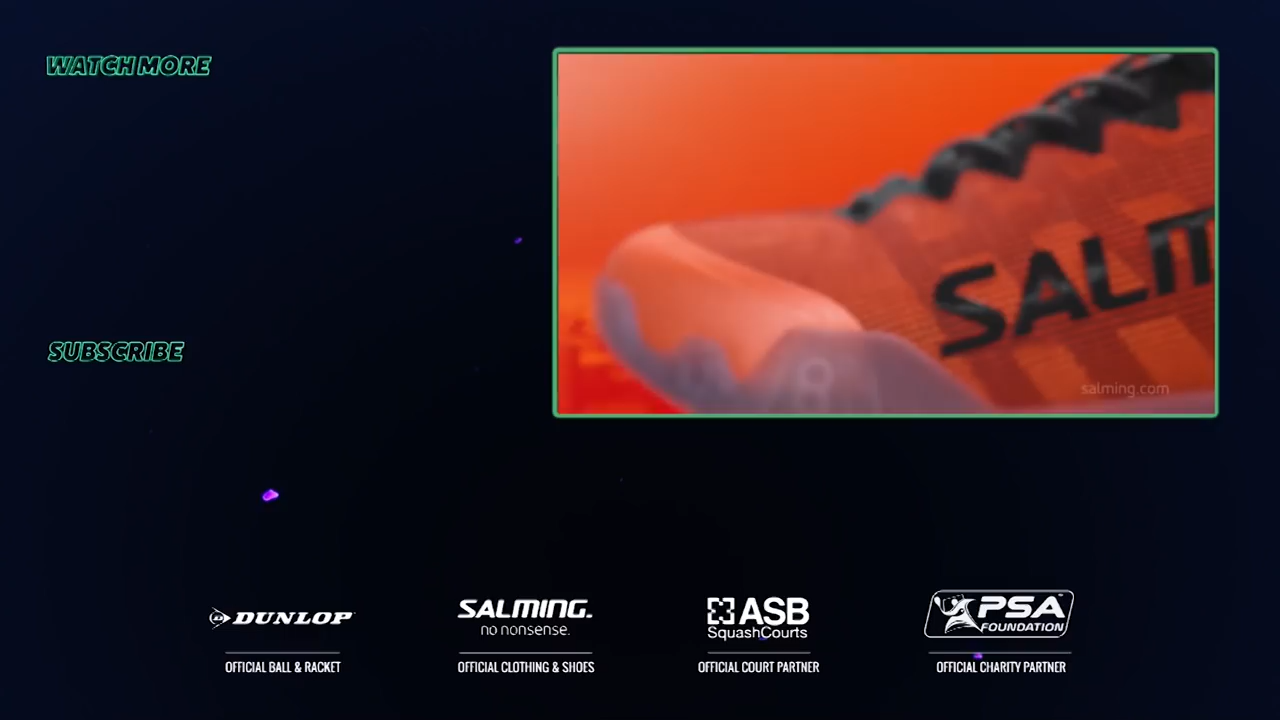 WATCH MORE
SALM
salming.com
SUBSCRIBE
DUNLOP
OFFICIAL BALL & RACKET
SALMING.
no nonsense.
OFFICIAL CLOTHING & SHOES
ASB
SquashCourts
OFFICIAL COURT PARTNER
PSA
FOUNDATION
OFFICIAL CHARITY PARTNER